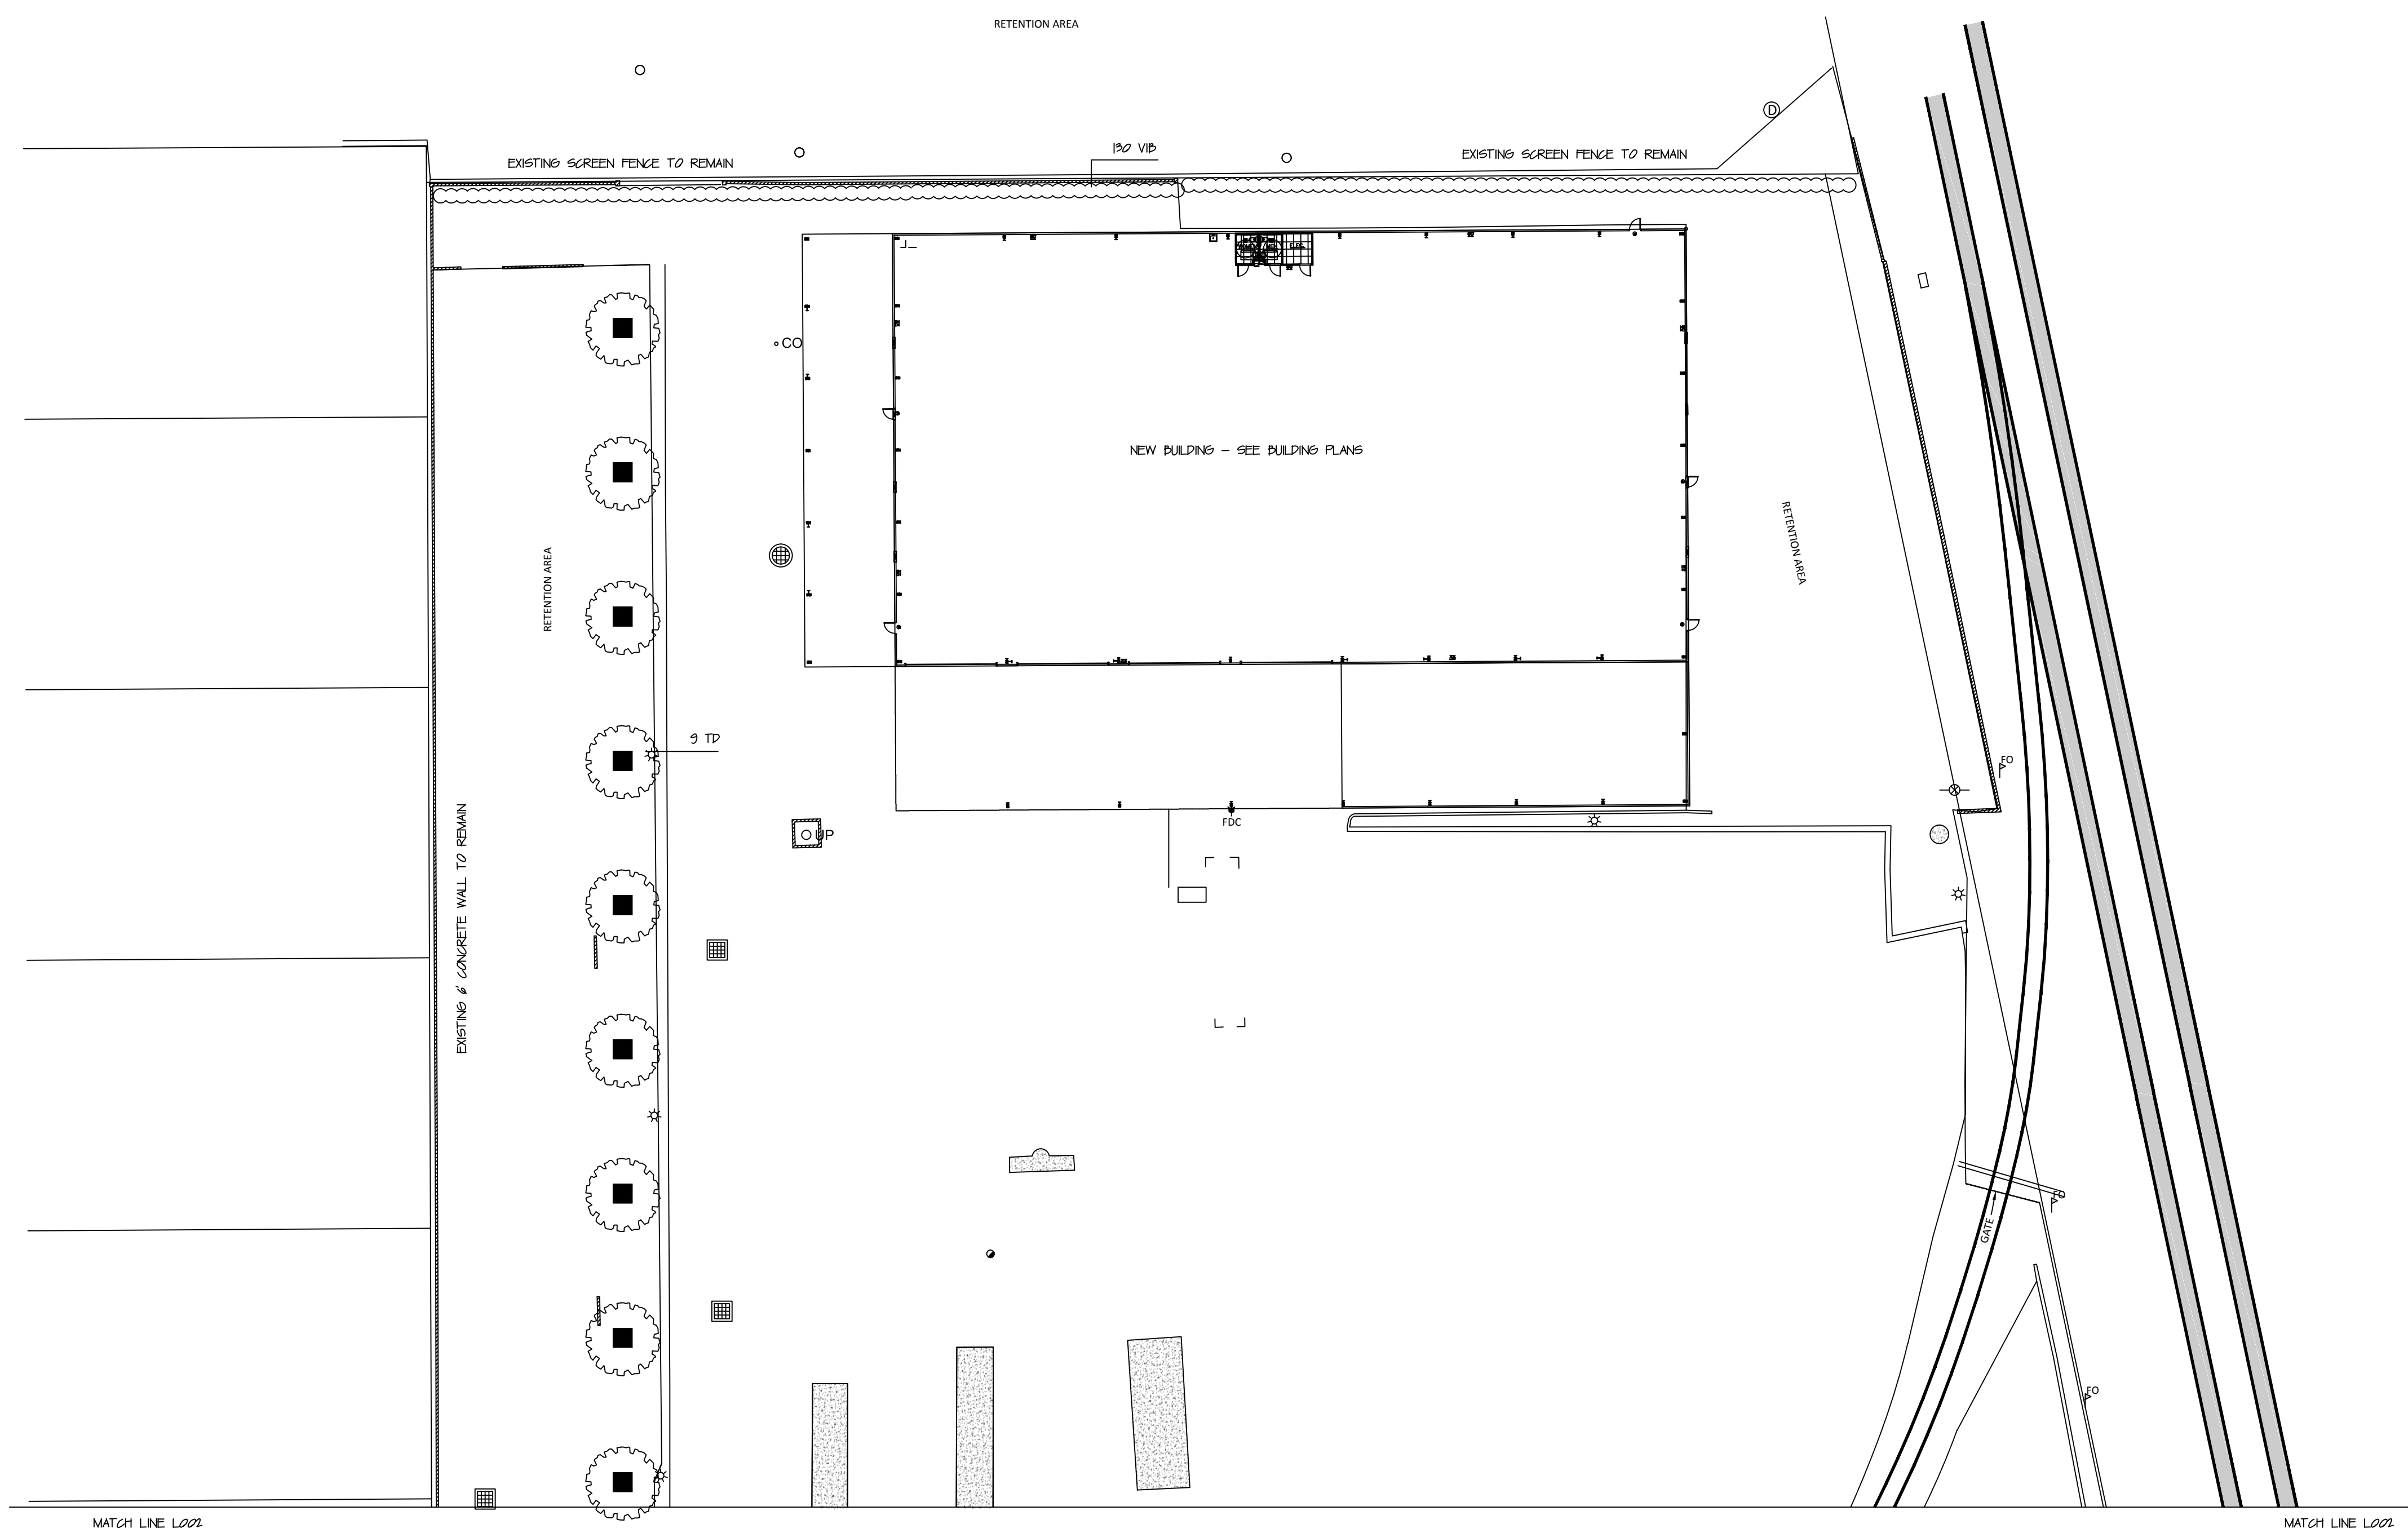 RETENTION AREA
D
130 VIB
EXISTING SCREEN FENCE TO REMAIN
EXISTING SCREEN FENCE TO REMAIN
ELEC.
CO
NEW BUILDING – SEE BUILDING PLANS
RETENTION AREA
RETENTION AREA
9 TD
FO
EXISTING 6' CONCRETE WALL TO REMAIN
UP
FDC
FO
GATE
FO
MATCH LINE L002
MATCH LINE L002